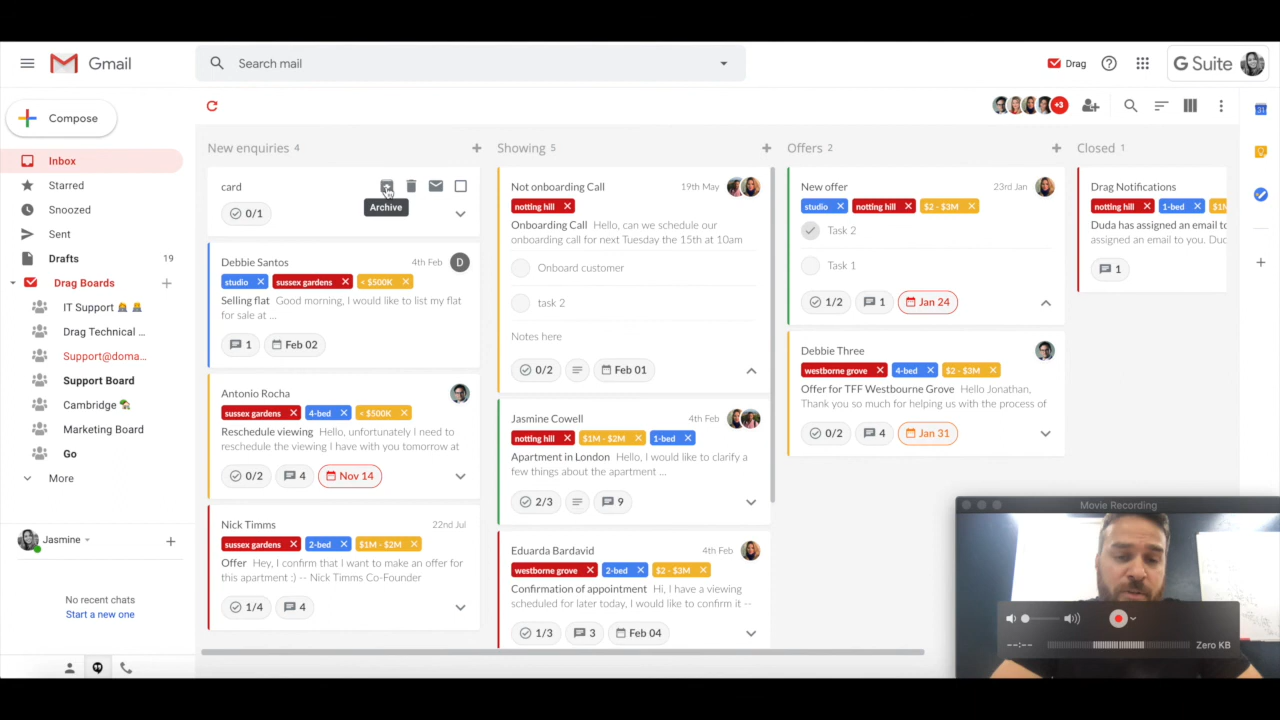 Gmail
Search mail
Drag
G Suite
Compose
+3
31
Inbox
Starred
Snoozed
Sent
Drafts 19
Drag Boards
IT Support
Drag Technical ...
Support@doma...
Support Board
Cambridge
Marketing Board
Go
More
Jasmine
No recent chats
Start a new one
New enquiries 4
card
Archive
0/1
Debbie Santos 4th Feb D
studio × sussex gardens × < $500K ×
Selling flat Good morning, I would like to list my flat
for sale at ...
1 Feb 02
Antonio Rocha
sussex gardens × 4-bed × < $500K ×
Reschedule viewing Hello, unfortunately I need to
reschedule the viewing I have with you tomorrow at
0/2 4 Nov 14
Nick Timms 22nd Jul
sussex gardens × 2-bed × $1M - $2M ×
Offer Hey, I confirm that I want to make an offer for
this apartment :) -- Nick Timms Co-Founder
1/4 4
Showing 5
Not onboarding Call 19th May
notting hill ×
Onboarding Call Hello, can we schedule our
onboarding call for next Tuesday the 15th at 10am
Onboard customer
task 2
Notes here
0/2 Feb 01
Jasmine Cowell 4th Feb
notting hill × $1M - $2M × 1-bed ×
Apartment in London Hello, I would like to clarify a
few things about the apartment ...
2/3 9
Eduarda Bardavid 4th Feb
westborne grove × 2-bed × $2 - $3M ×
Confirmation of appointment Hi, I have a viewing
scheduled for later today, I would like to confirm it --
1/3 3 Feb 04
Offers 2
New offer 23rd Jan
studio × notting hill × $2 - $3M ×
Task 2
Task 1
1/2 1 Jan 24
Debbie Three
westborne grove × 4-bed × $2 - $3M ×
Offer for TFF Westbourne Grove Hello Jonathan,
Thank you so much for helping us with the process of
0/2 4 Jan 31
Closed 1
Drag Notifications
notting hill × 1-bed ×
Duda has assigned an email to
assigned an email to you.
1
Movie Recording
--:-- Zero KB